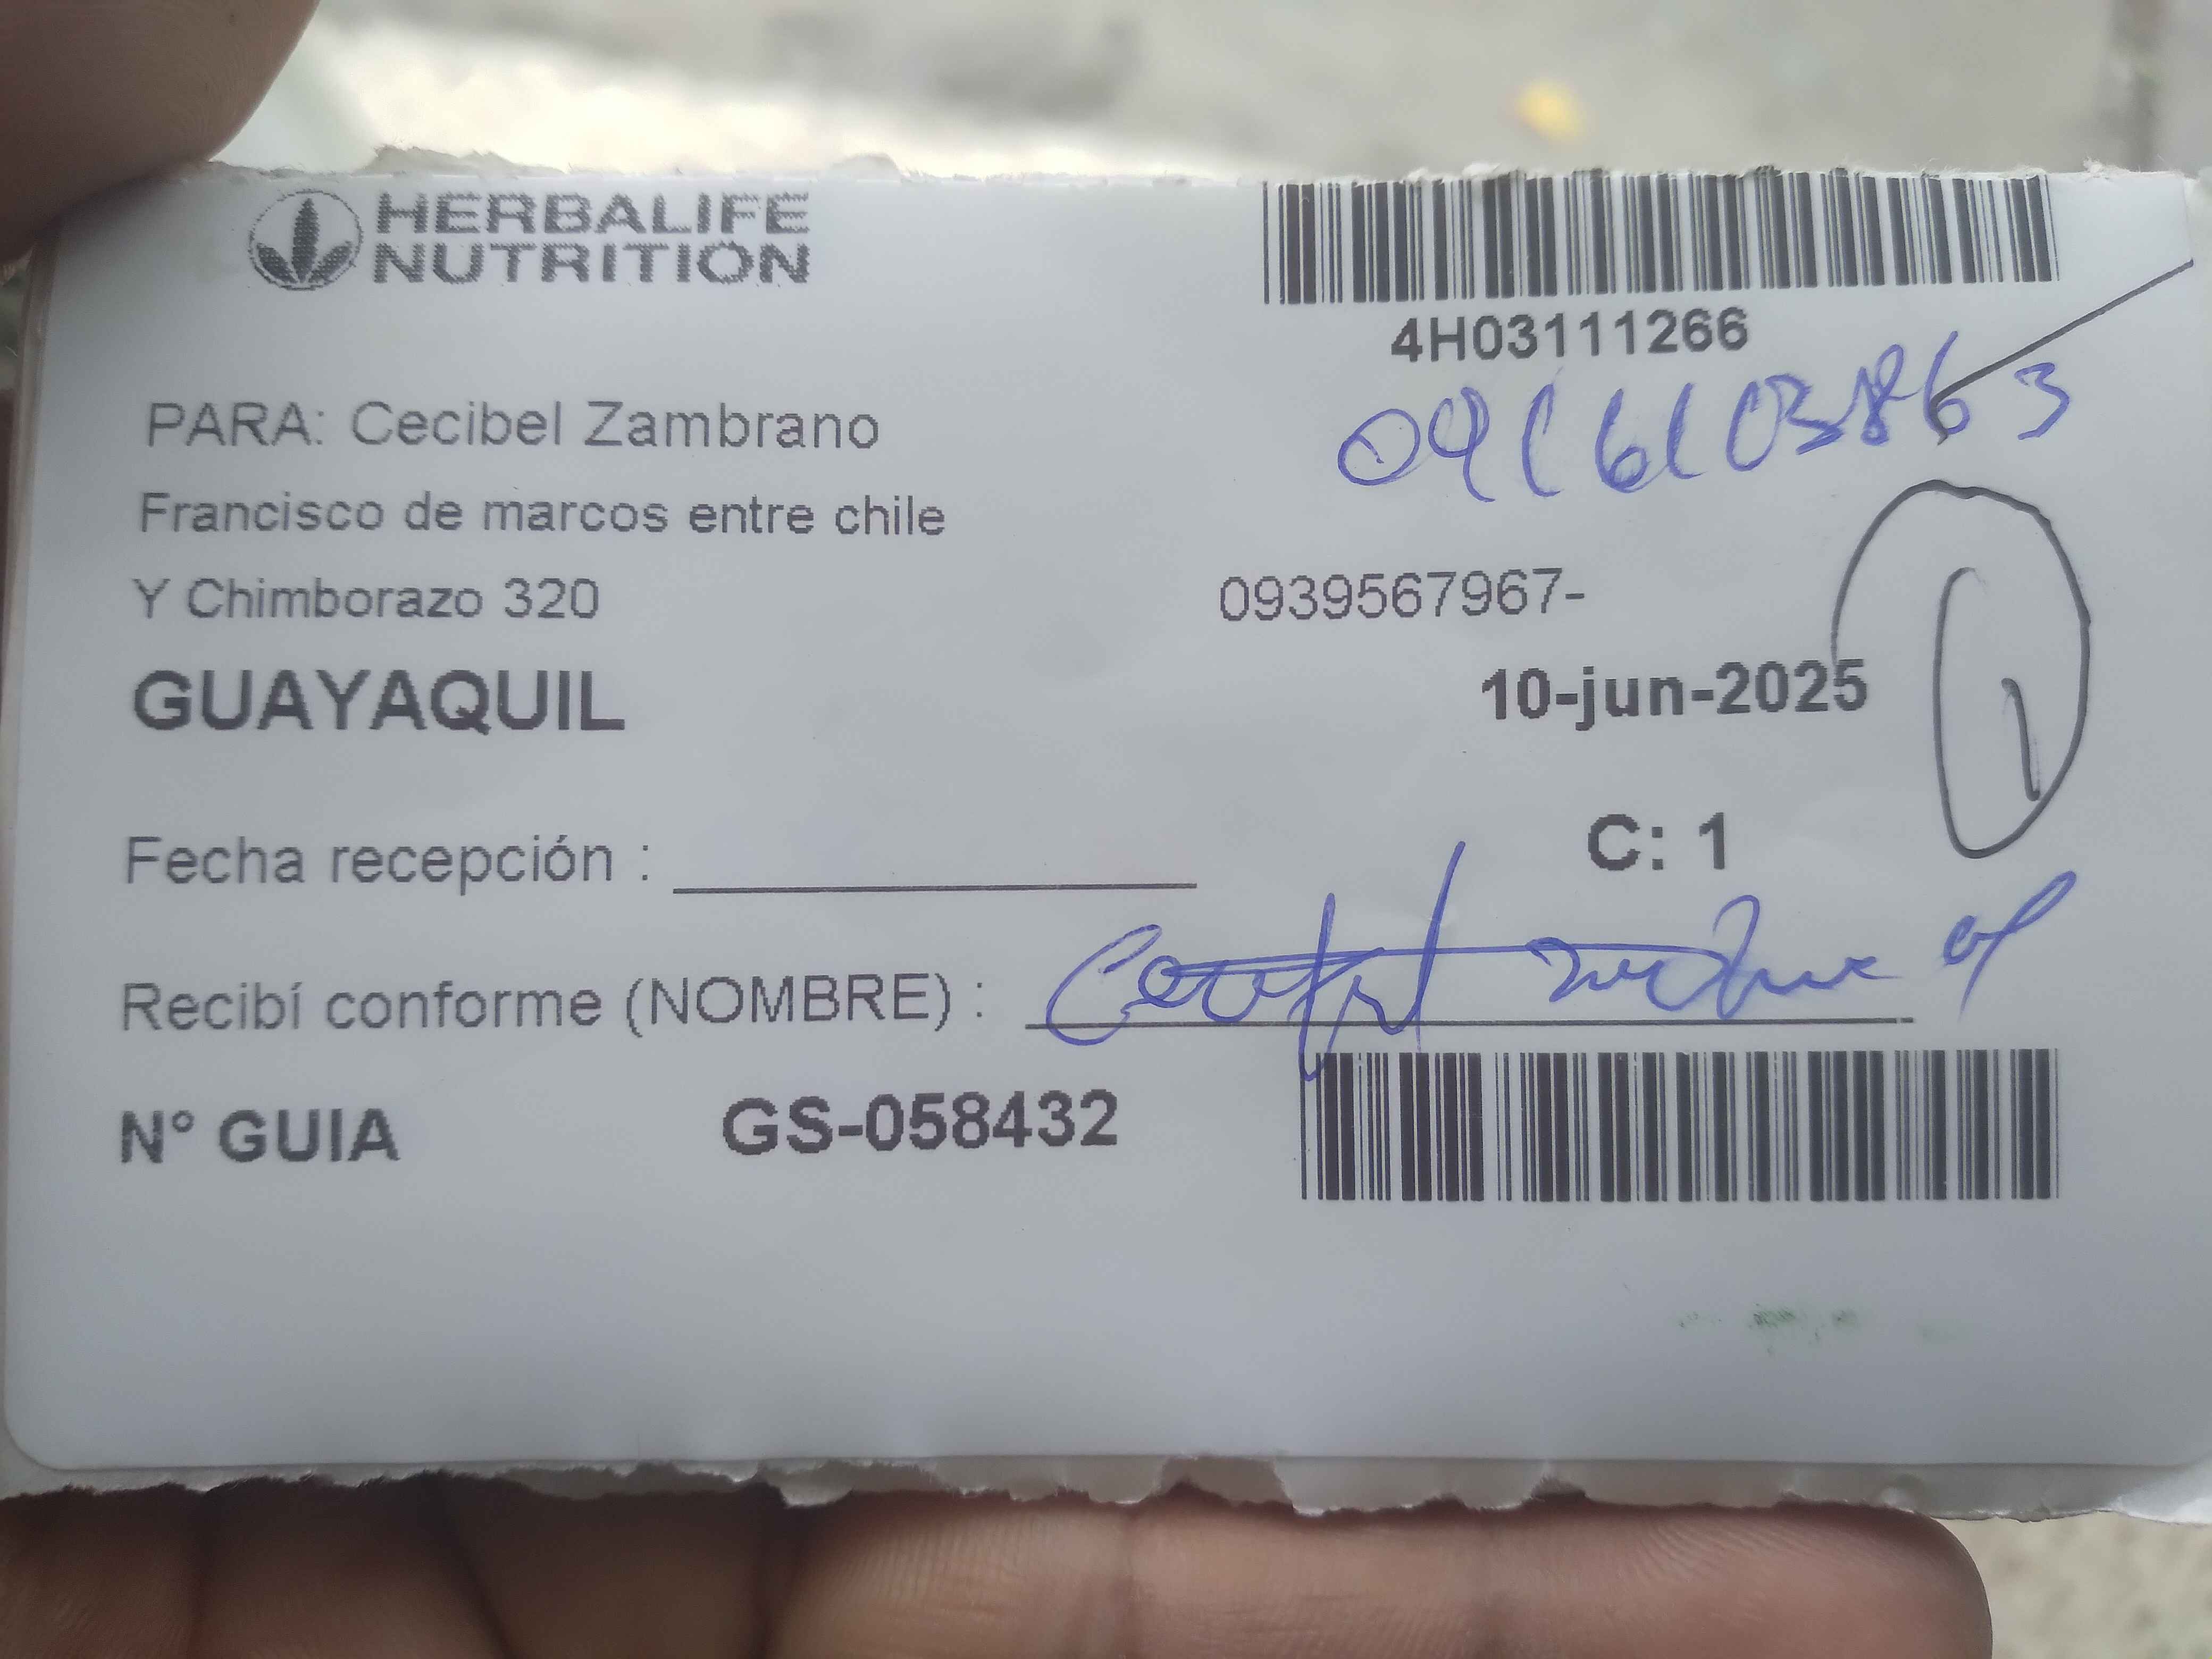 HERBALIFE
NUTRITION
4H03111266
PARA: Cecibel Zambrano
Francisco de marcos entre chile
Y Chimborazo 320
0939567967-
GUAYAQUIL
10-jun-2025
C: 1
Fecha recepción :
Recibí conforme (NOMBRE) :
N° GUIA GS-058432